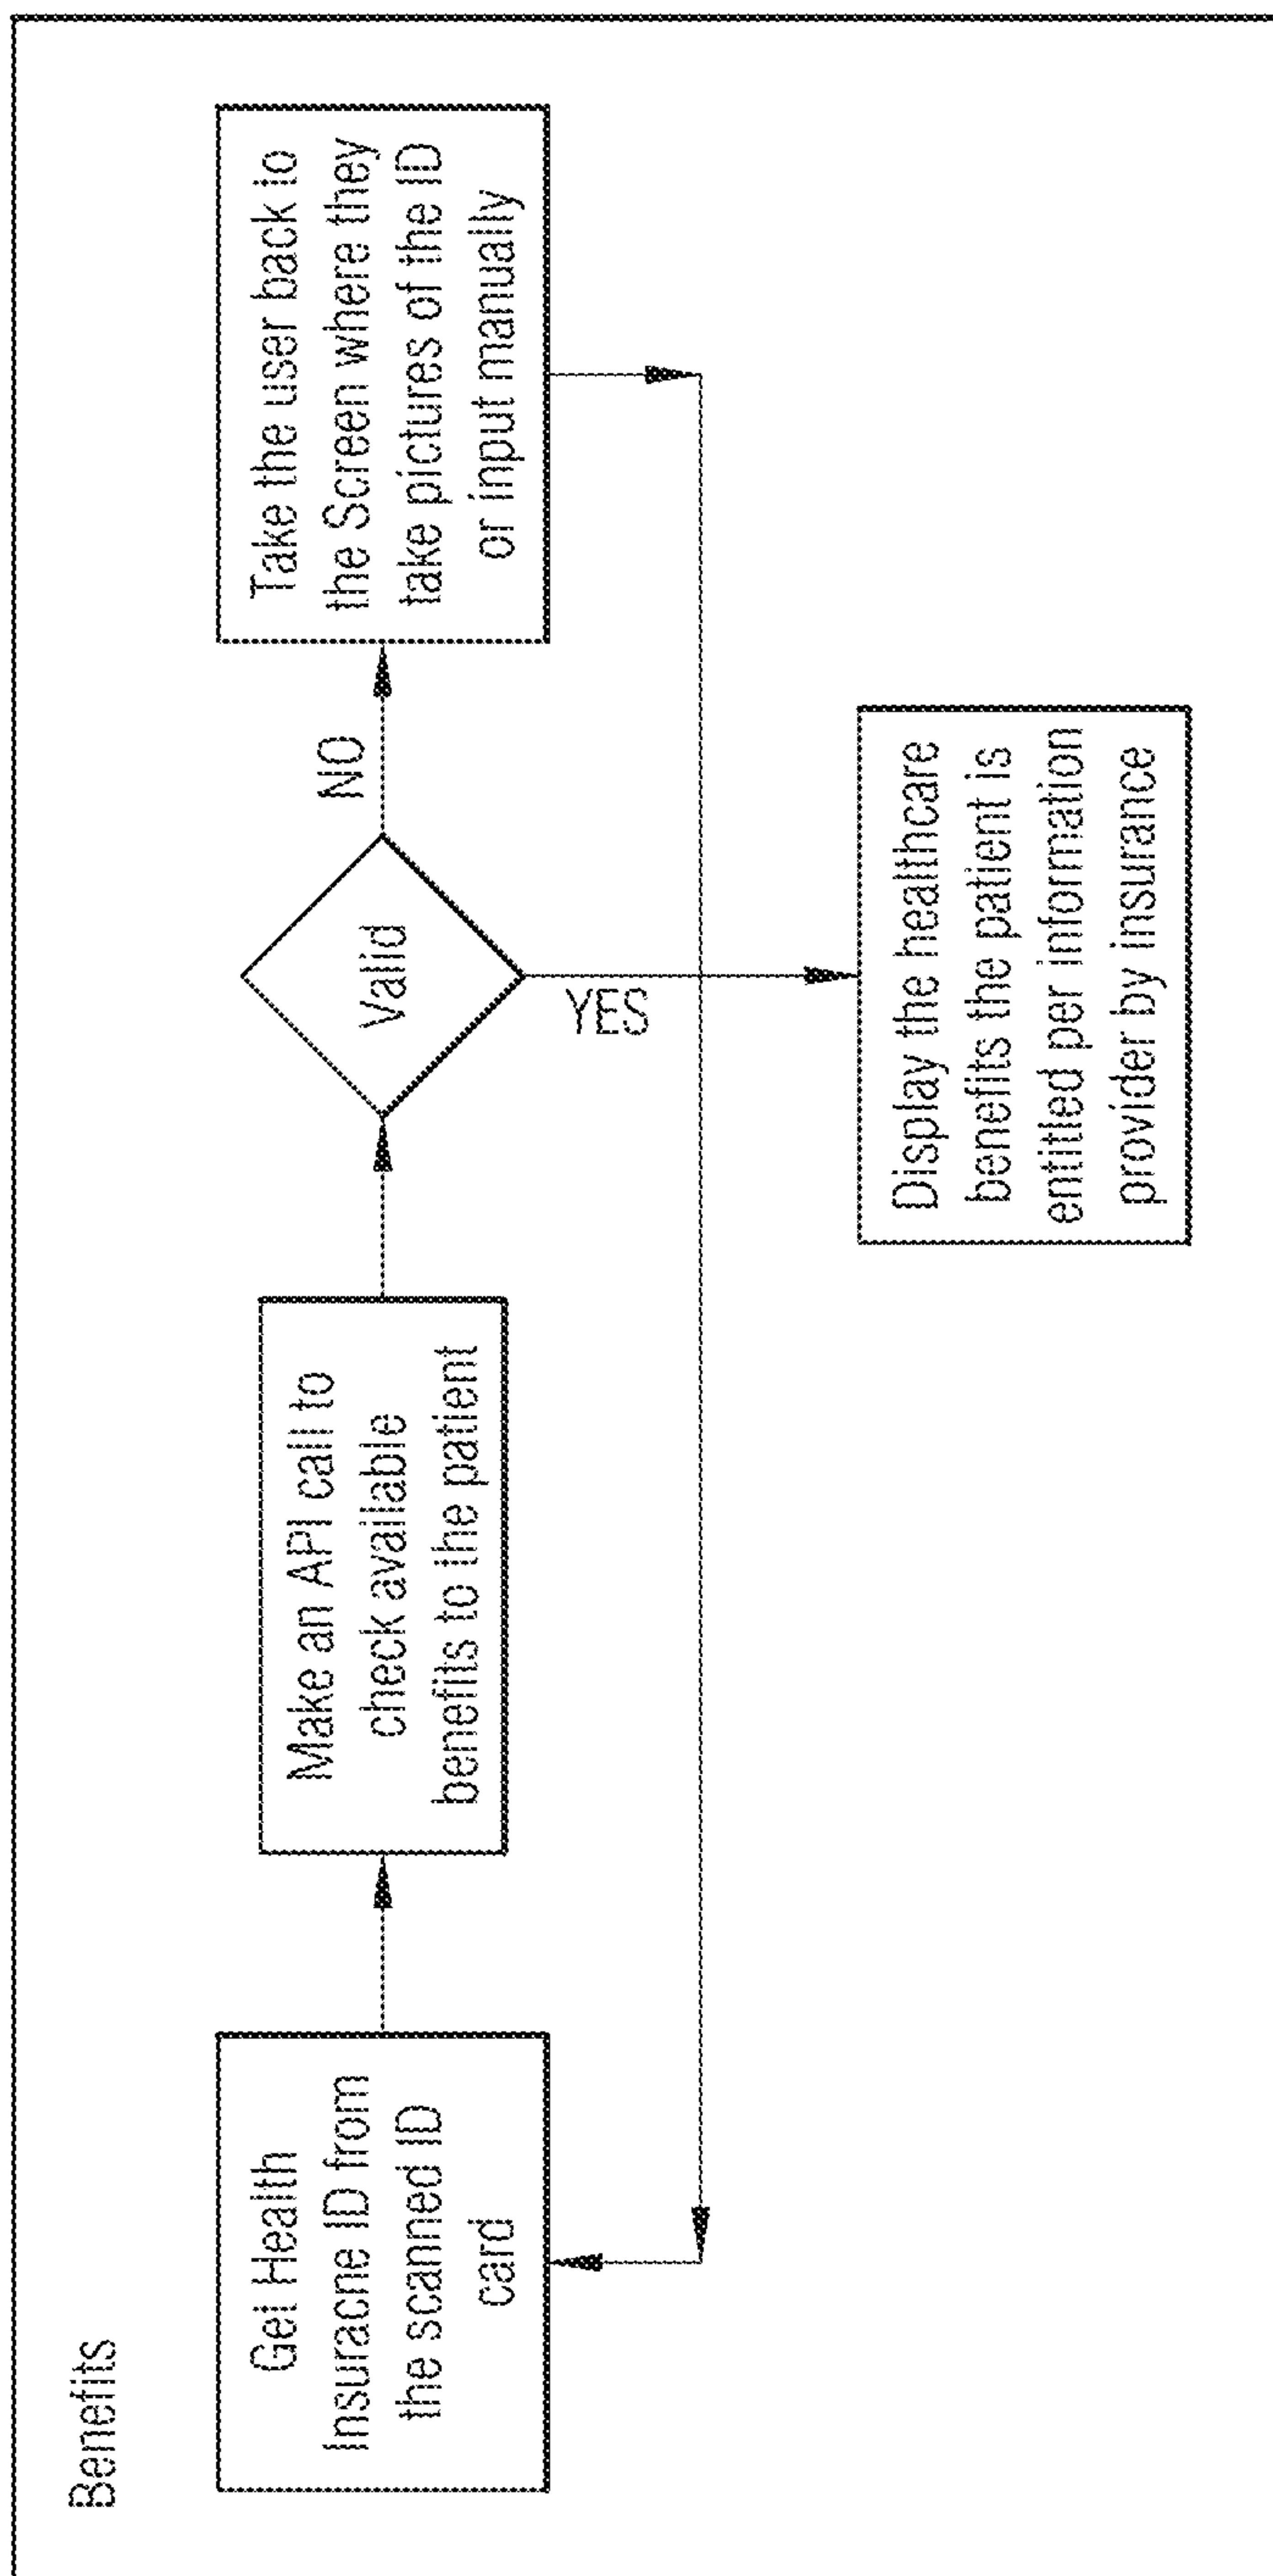 Benefits
Get Health
Insuracne ID from
the scanned ID
card
Make an API call to
check available
benefits to the patient
Valid
NO
YES
Take the user back to
the Screen where they
take pictures of the ID
or input manually
Display the healthcare
benefits the patient is
entitled per information
provider by insurance